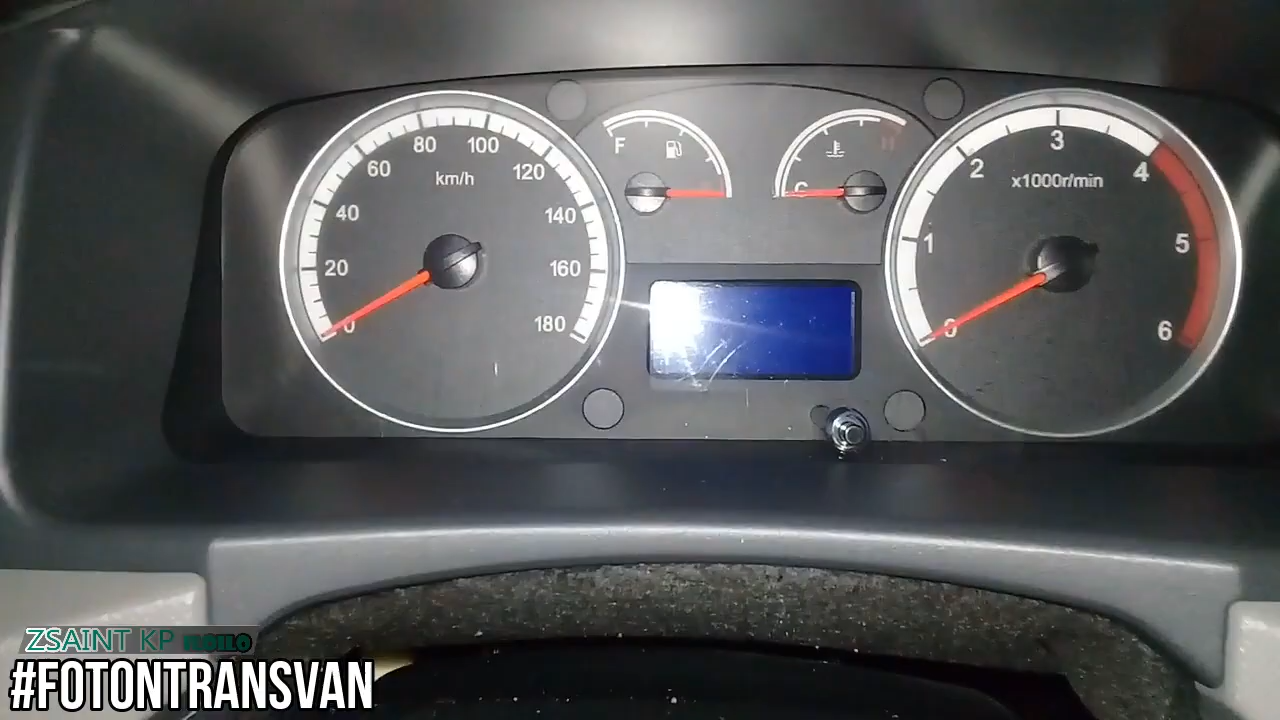 80 100
60 km/h 120
40 140
20 160
0 180
F
C H
3
2 x1000r/min 4
1 5
0 6
ZSAINT KP
#FOTONTRANSVAN